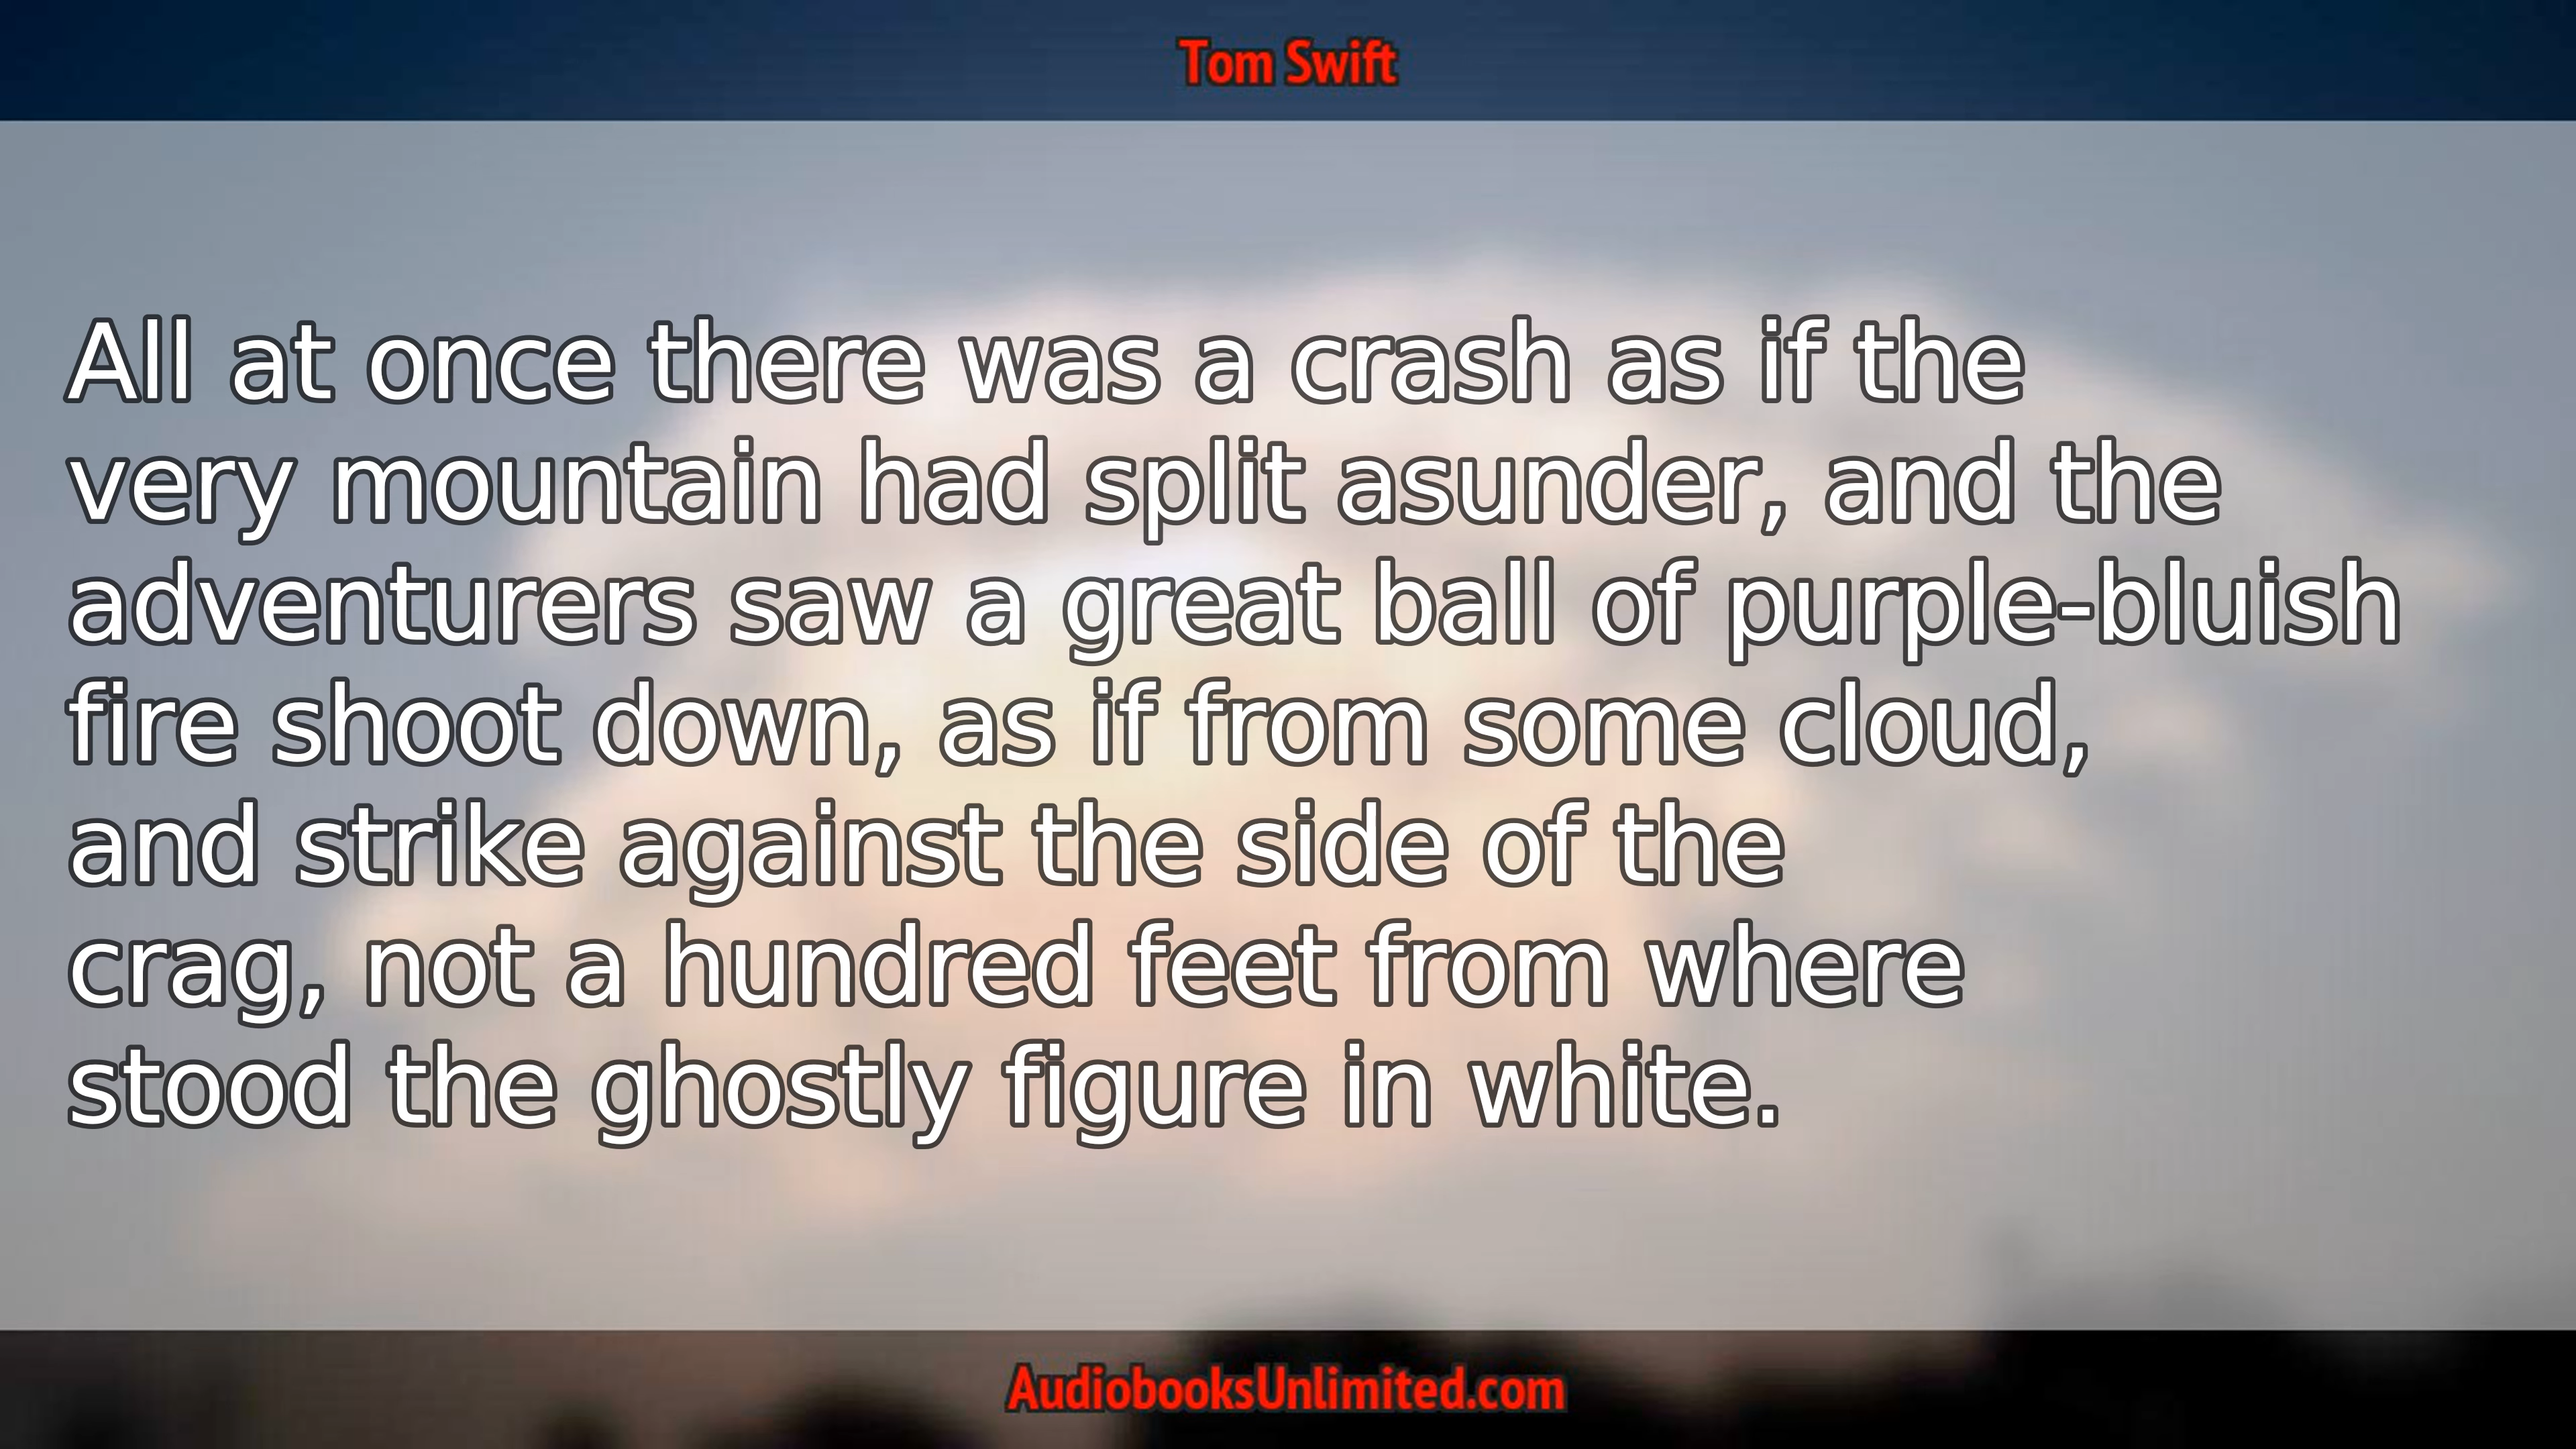 Tom Swift
All at once there was a crash as if the
very mountain had split asunder, and the
adventurers saw a great ball of purple-bluish
fire shoot down, as if from some cloud,
and strike against the side of the
crag, not a hundred feet from where
stood the ghostly figure in white.
AudiobooksUnlimited.com